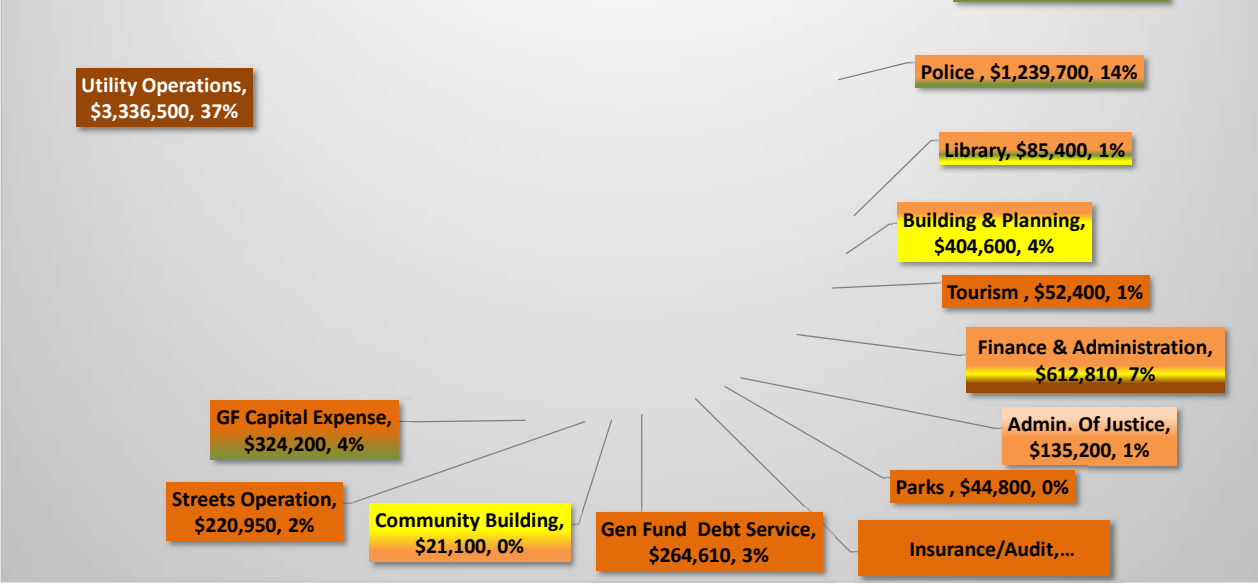 Utility Operations,
$3,336,500, 37%
Police , $1,239,700, 14%
Library, $85,400, 1%
Building & Planning,
$404,600, 4%
Tourism , $52,400, 1%
Finance & Administration,
$612,810, 7%
Admin. Of Justice,
$135,200, 1%
Parks , $44,800, 0%
Insurance/Audit,...
Gen Fund  Debt Service,
$264,610, 3%
Community Building,
$21,100, 0%
Streets Operation,
$220,950, 2%
GF Capital Expense,
$324,200, 4%